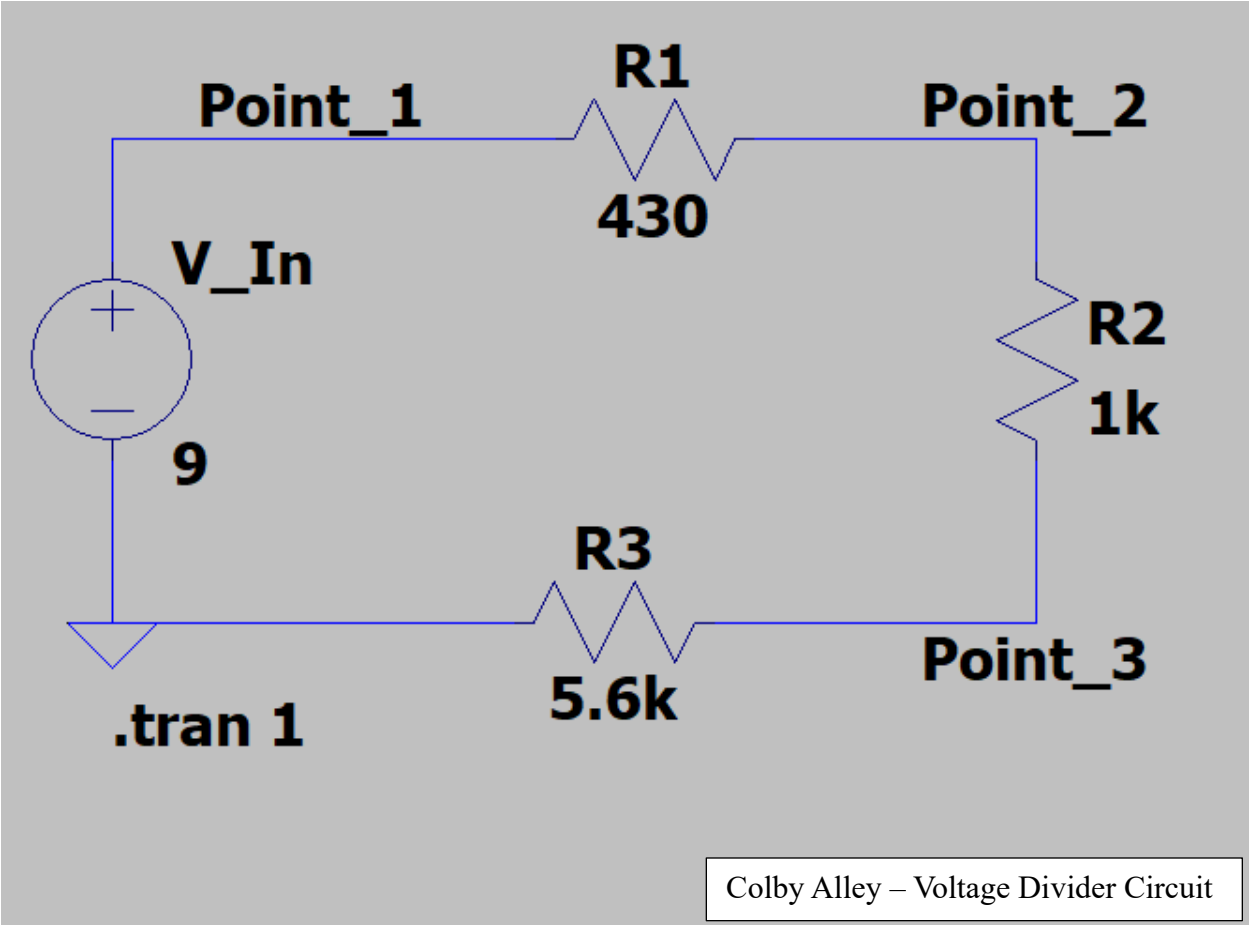 R1
Point_1
Point_2
430
V_In
R2
1k
9
R3
5.6k
Point_3
.tran 1
Colby Alley – Voltage Divider Circuit